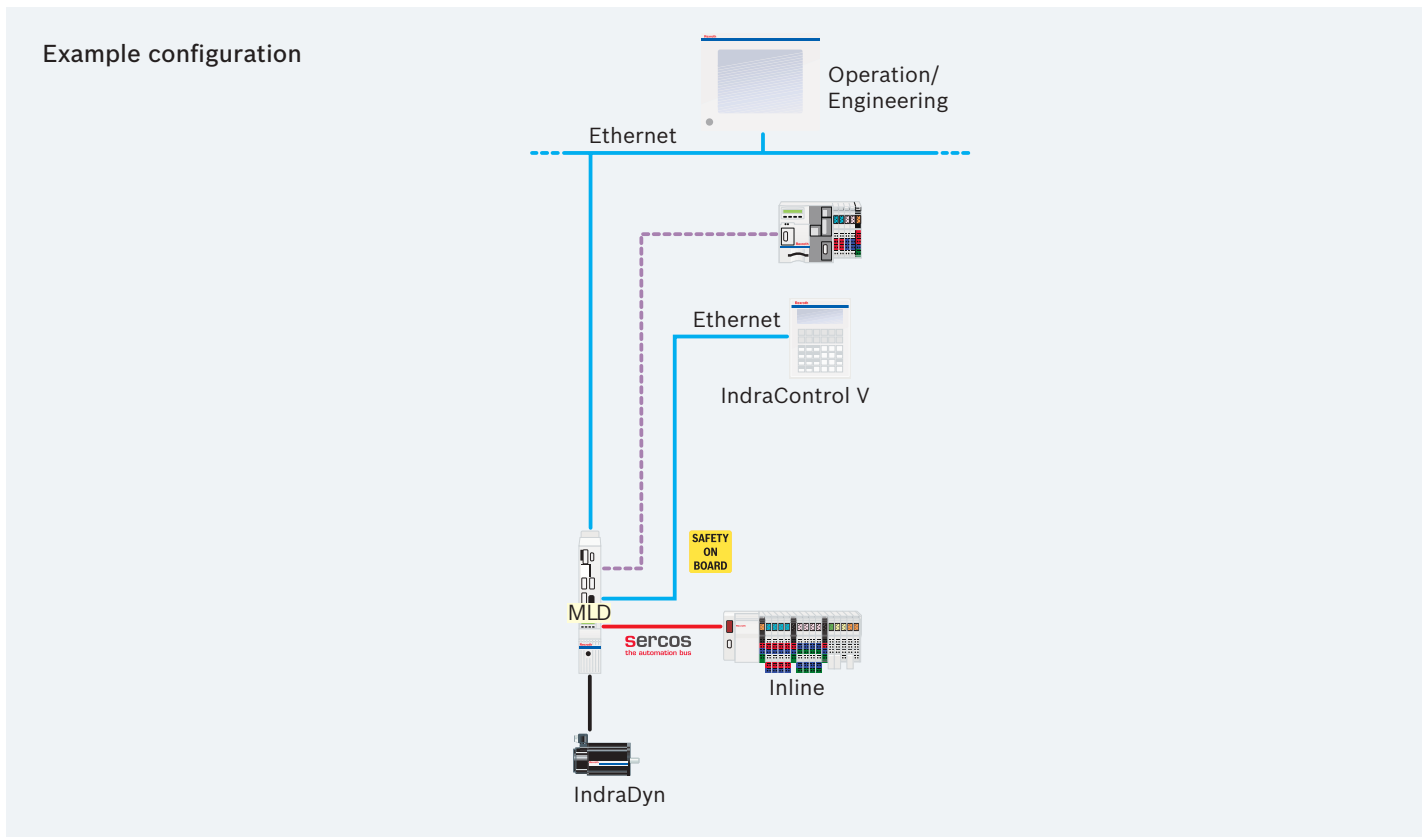 Example configuration
Operation/
Engineering
Ethernet
Ethernet
IndraControl V
SAFETY
ON
BOARD
MLD
sercos
the automation bus
Inline
IndraDyn